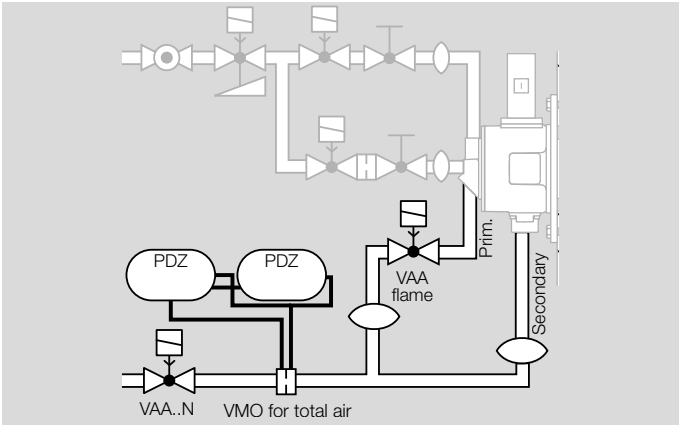 Prim.
PDZ
PDZ
VAA
flame
Secondary
VAA..N
VMO for total air